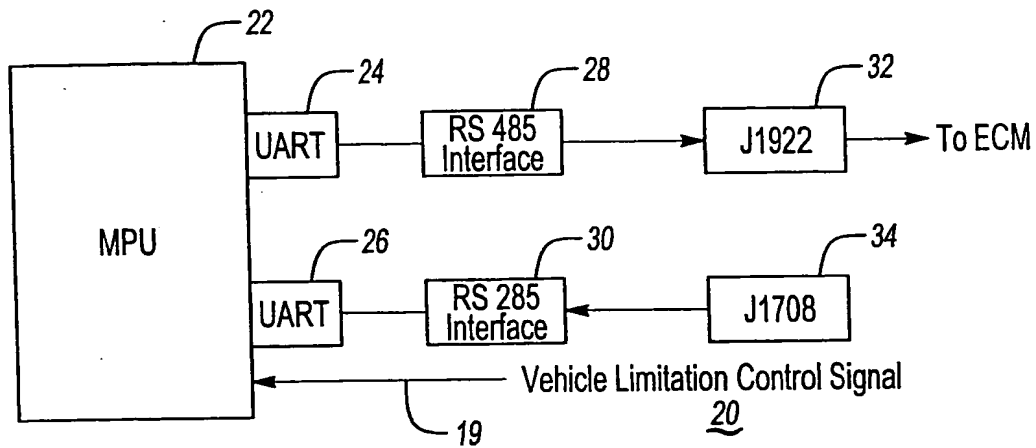 22
24
28
32
UART
RS 485
Interface
J1922
To ECM
MPU
26
30
34
UART
RS 285
Interface
J1708
Vehicle Limitation Control Signal
19
20